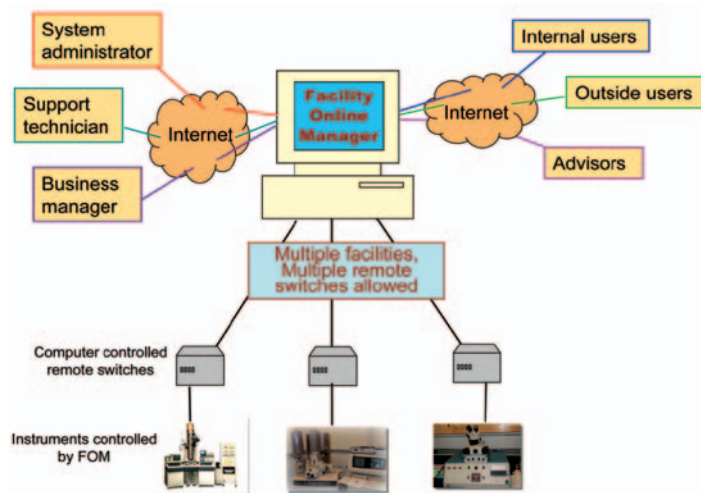 System
administrator
Support
technician
Business
manager
Internet
Facility
Online
Manager
Internet
Internal users
Outside users
Advisors
Multiple facilities,
Multiple remote
switches allowed
Computer controlled
remote switches
Instruments controlled
by FOM